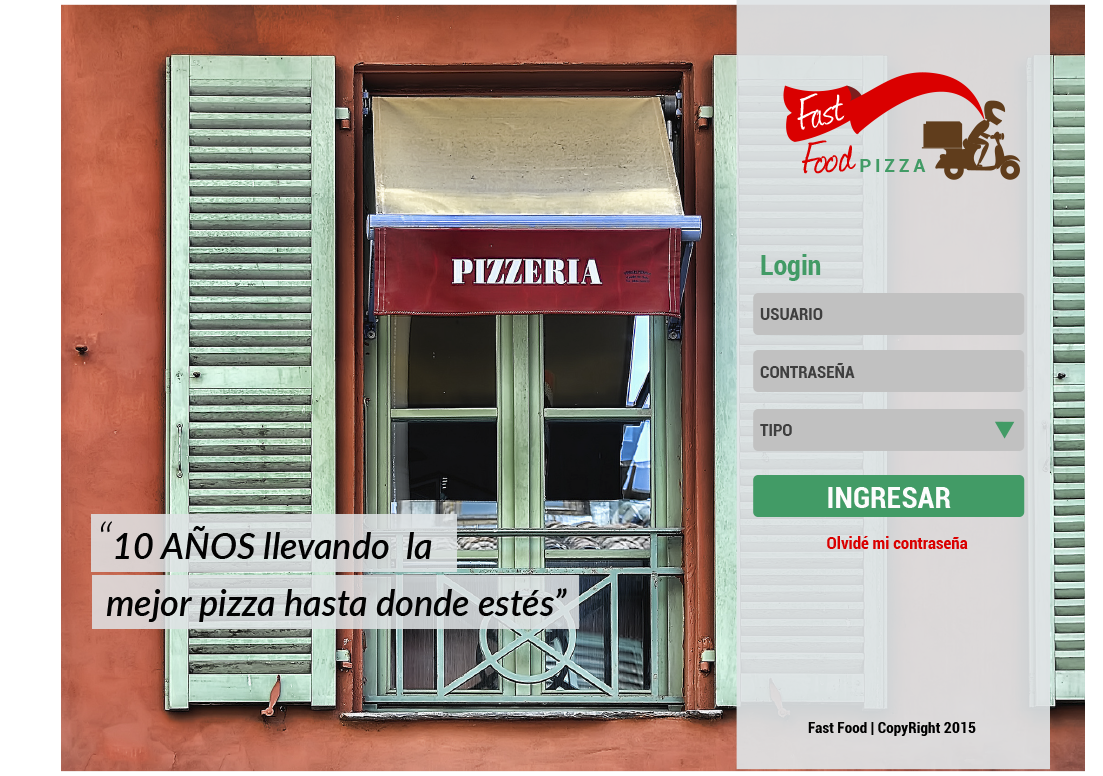 Fast
Food PIZZA
PIZZERIA
Login
USUARIO
CONTRASEÑA
TIPO
INGRESAR
Olvidé mi contraseña
“10 AÑOS llevando la
mejor pizza hasta donde estés”
Fast Food | CopyRight 2015